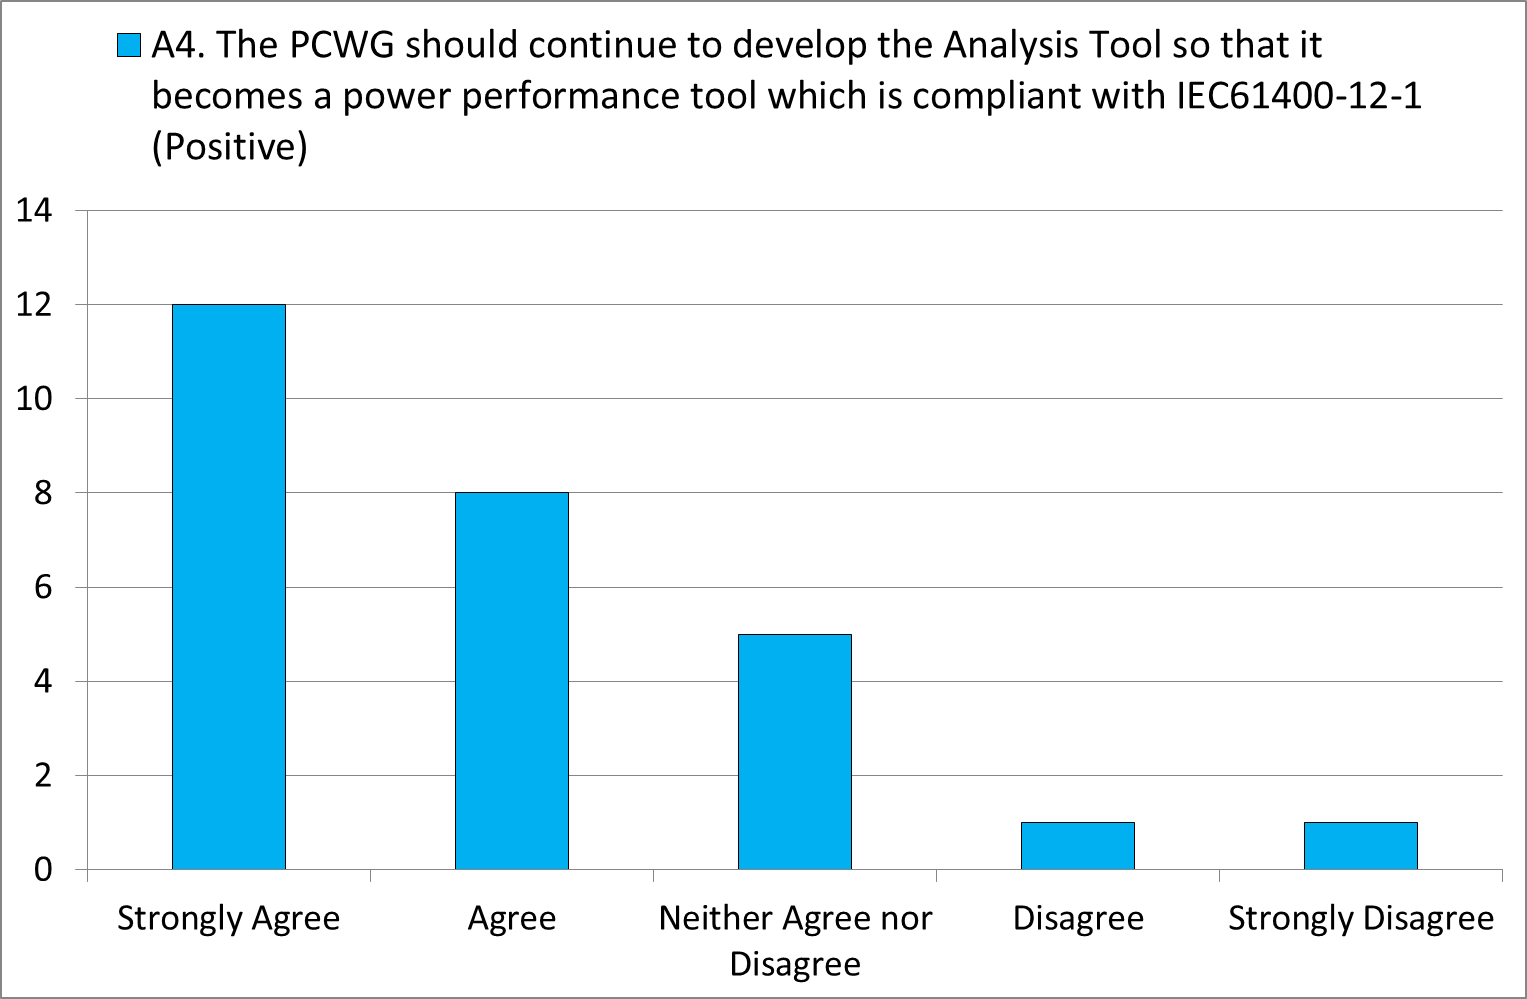 A4. The PCWG should continue to develop the Analysis Tool so that it
becomes a power performance tool which is compliant with IEC61400-12-1
(Positive)
14
12
10
8
6
4
2
0
Strongly Agree
Agree
Neither Agree nor
Disagree
Disagree
Strongly Disagree